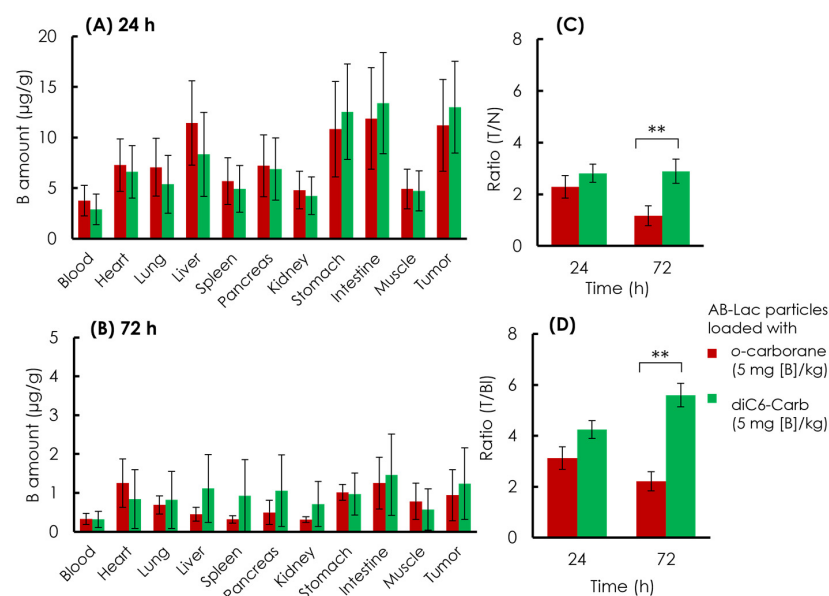 (A) 24 h
B amount (μg/g)
20
15
10
5
0
Blood
Heart
Lung
Liver
Spleen
Pancreas
Kidney
Stomach
Intestine
Muscle
Tumor
(C)
Ratio (T/N)
8
6
4
2
0
**
24
72
Time (h)
(B) 72 h
B amount (μg/g)
5
4
3
2
1
0
Blood
Heart
Lung
Liver
Spleen
Pancreas
Kidney
Stomach
Intestine
Muscle
Tumor
(D)
Ratio (T/Bl)
8
6
4
2
0
**
24
72
Time (h)
AB-Lac particles
loaded with
o-carborane
(5 mg [B]/kg)
diC6-Carb
(5 mg [B]/kg)